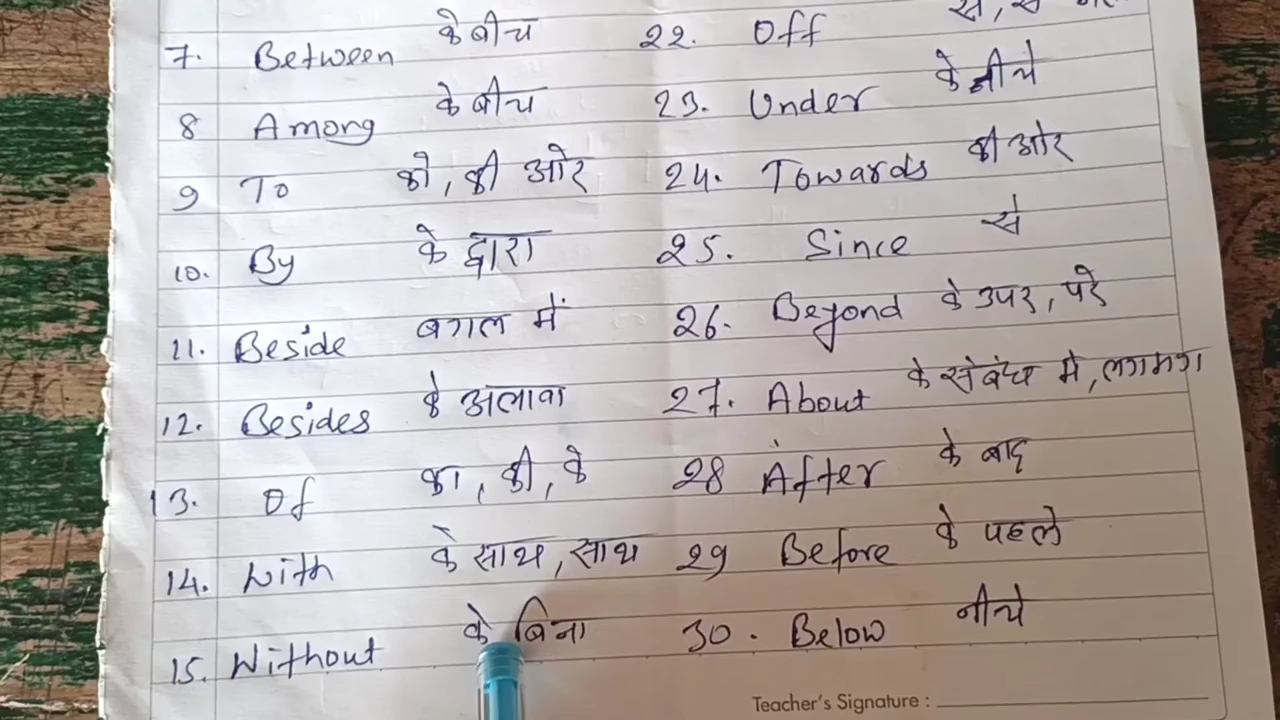 7. Between के बीच 22. Off से, से
8 Among के बीच 23. Under के नीचे
9 To को, की ओर 24. Towards की ओर
10. By के द्वारा 25. Since से
11. Beside बगल में 26. Beyond के उपर, परे
12. Besides के अलावा 27. About के संबंध में, लगभग
13. Of का, की, के 28 After के बाद
14. With के साथ, साथ 29 Before के पहले
15. Without के बिना 30. Below नीचे
Teacher's Signature :